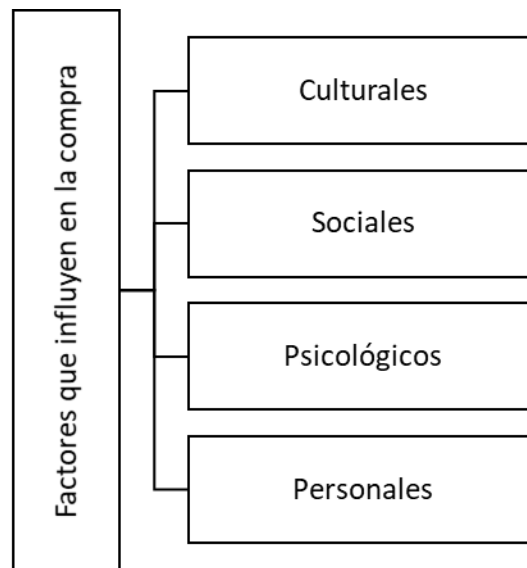 Factores que influyen en la compra
Culturales
Sociales
Psicológicos
Personales